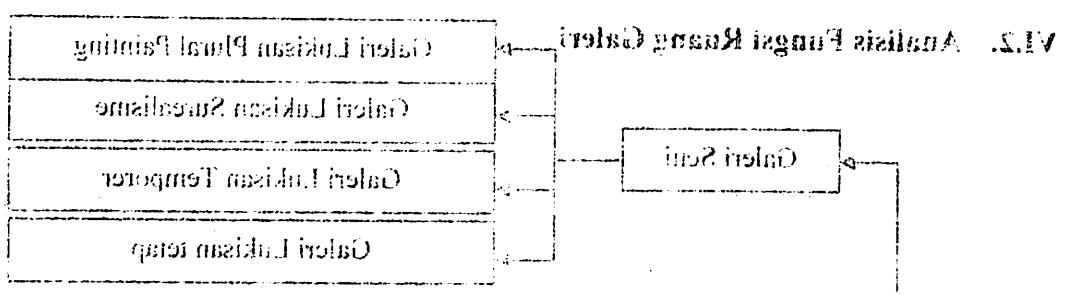 VI.2. Analisis Fungsi Ruang Galeri
Galeri Seni
Galeri Lukisan Plural Painting
Galeri Lukisan Surealisme
Galeri Lukisan Temporer
Galeri Lukisan tetap